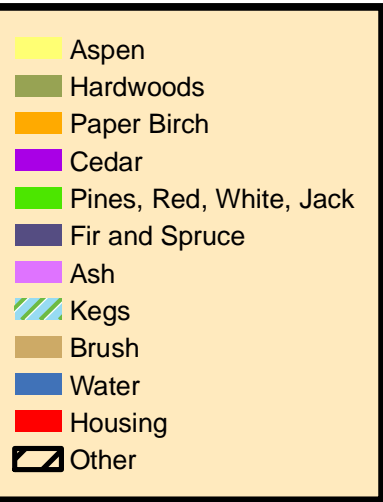 Aspen
Hardwoods
Paper Birch
Cedar
Pines, Red, White, Jack
Fir and Spruce
Ash
Kegs
Brush
Water
Housing
Other